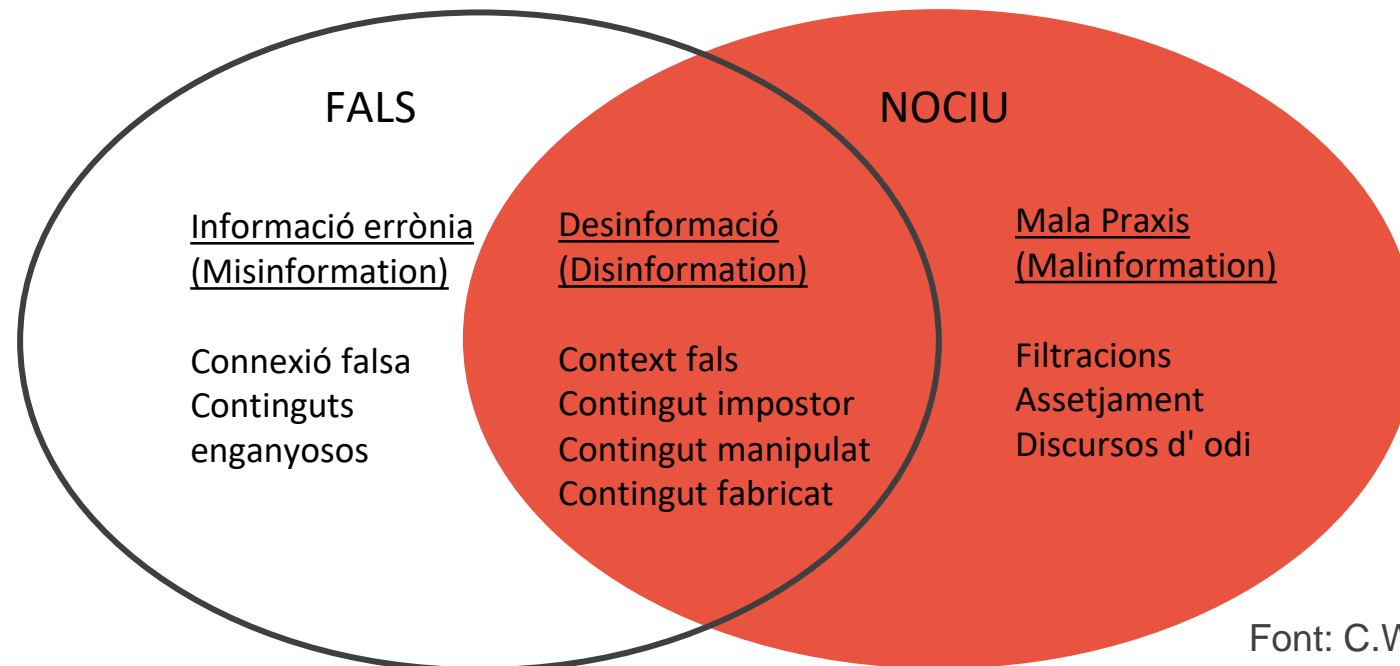 FALS
NOCIU
Informació errònia
(Misinformation)
Connexió falsa
Continguts
enganyosos
Desinformació
(Disinformation)
Context fals
Contingut impostor
Contingut manipulat
Contingut fabricat
Mala Praxis
(Malinformation)
Filtracions
Assetjament
Discursos d' odi
Font: C.W